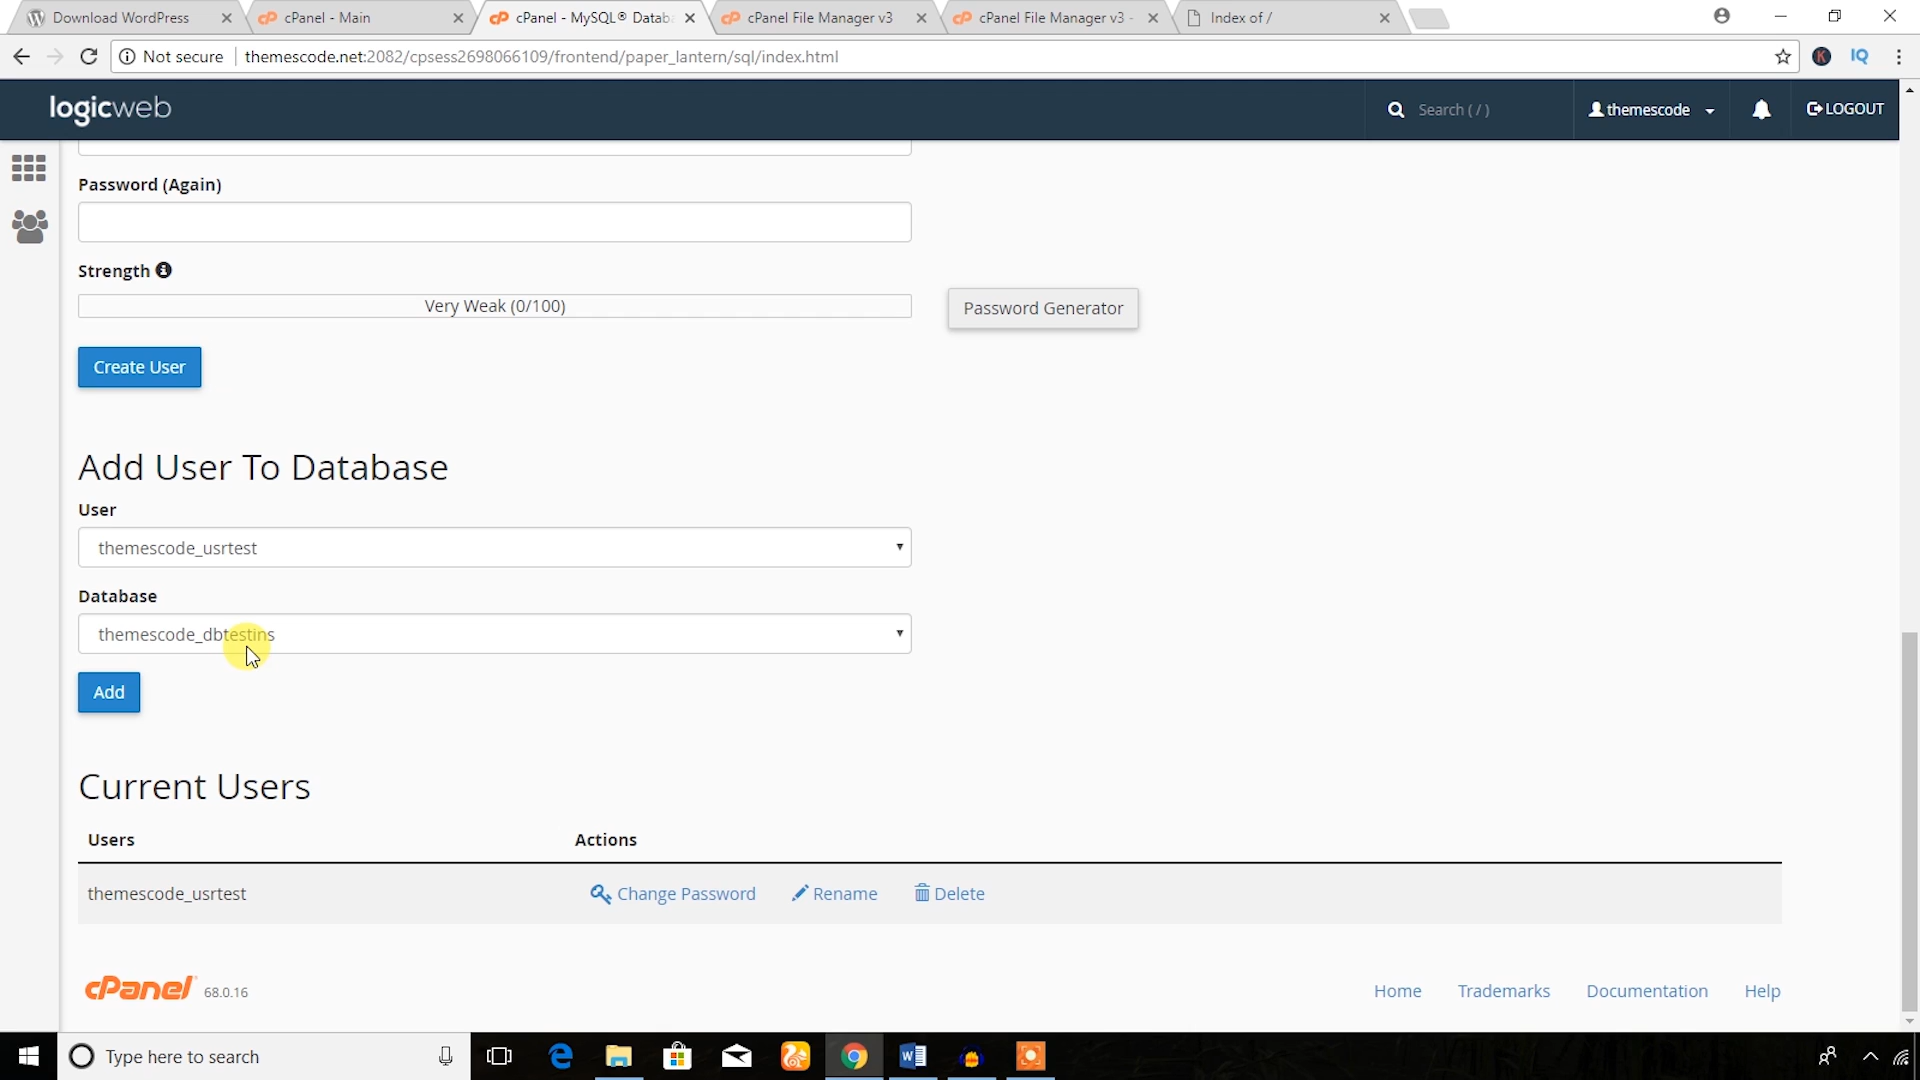 Download WordPress
cPanel - Main
cPanel - MySQL® Datab
cPanel File Manager v3
cPanel File Manager v3 -
Index of /
Not secure
themescode.net:2082/cpsess2698066109/frontend/paper_lantern/sql/index.html
K
IQ
logicweb
Search ( / )
themescode
LOGOUT
Password (Again)
Strength
Very Weak (0/100)
Password Generator
Create User
Add User To Database
User
themescode_usrtest
Database
themescode_dbtestins
Add
Current Users
Users
Actions
themescode_usrtest
Change Password
Rename
Delete
cPanel
68.0.16
Home
Trademarks
Documentation
Help
Type here to search